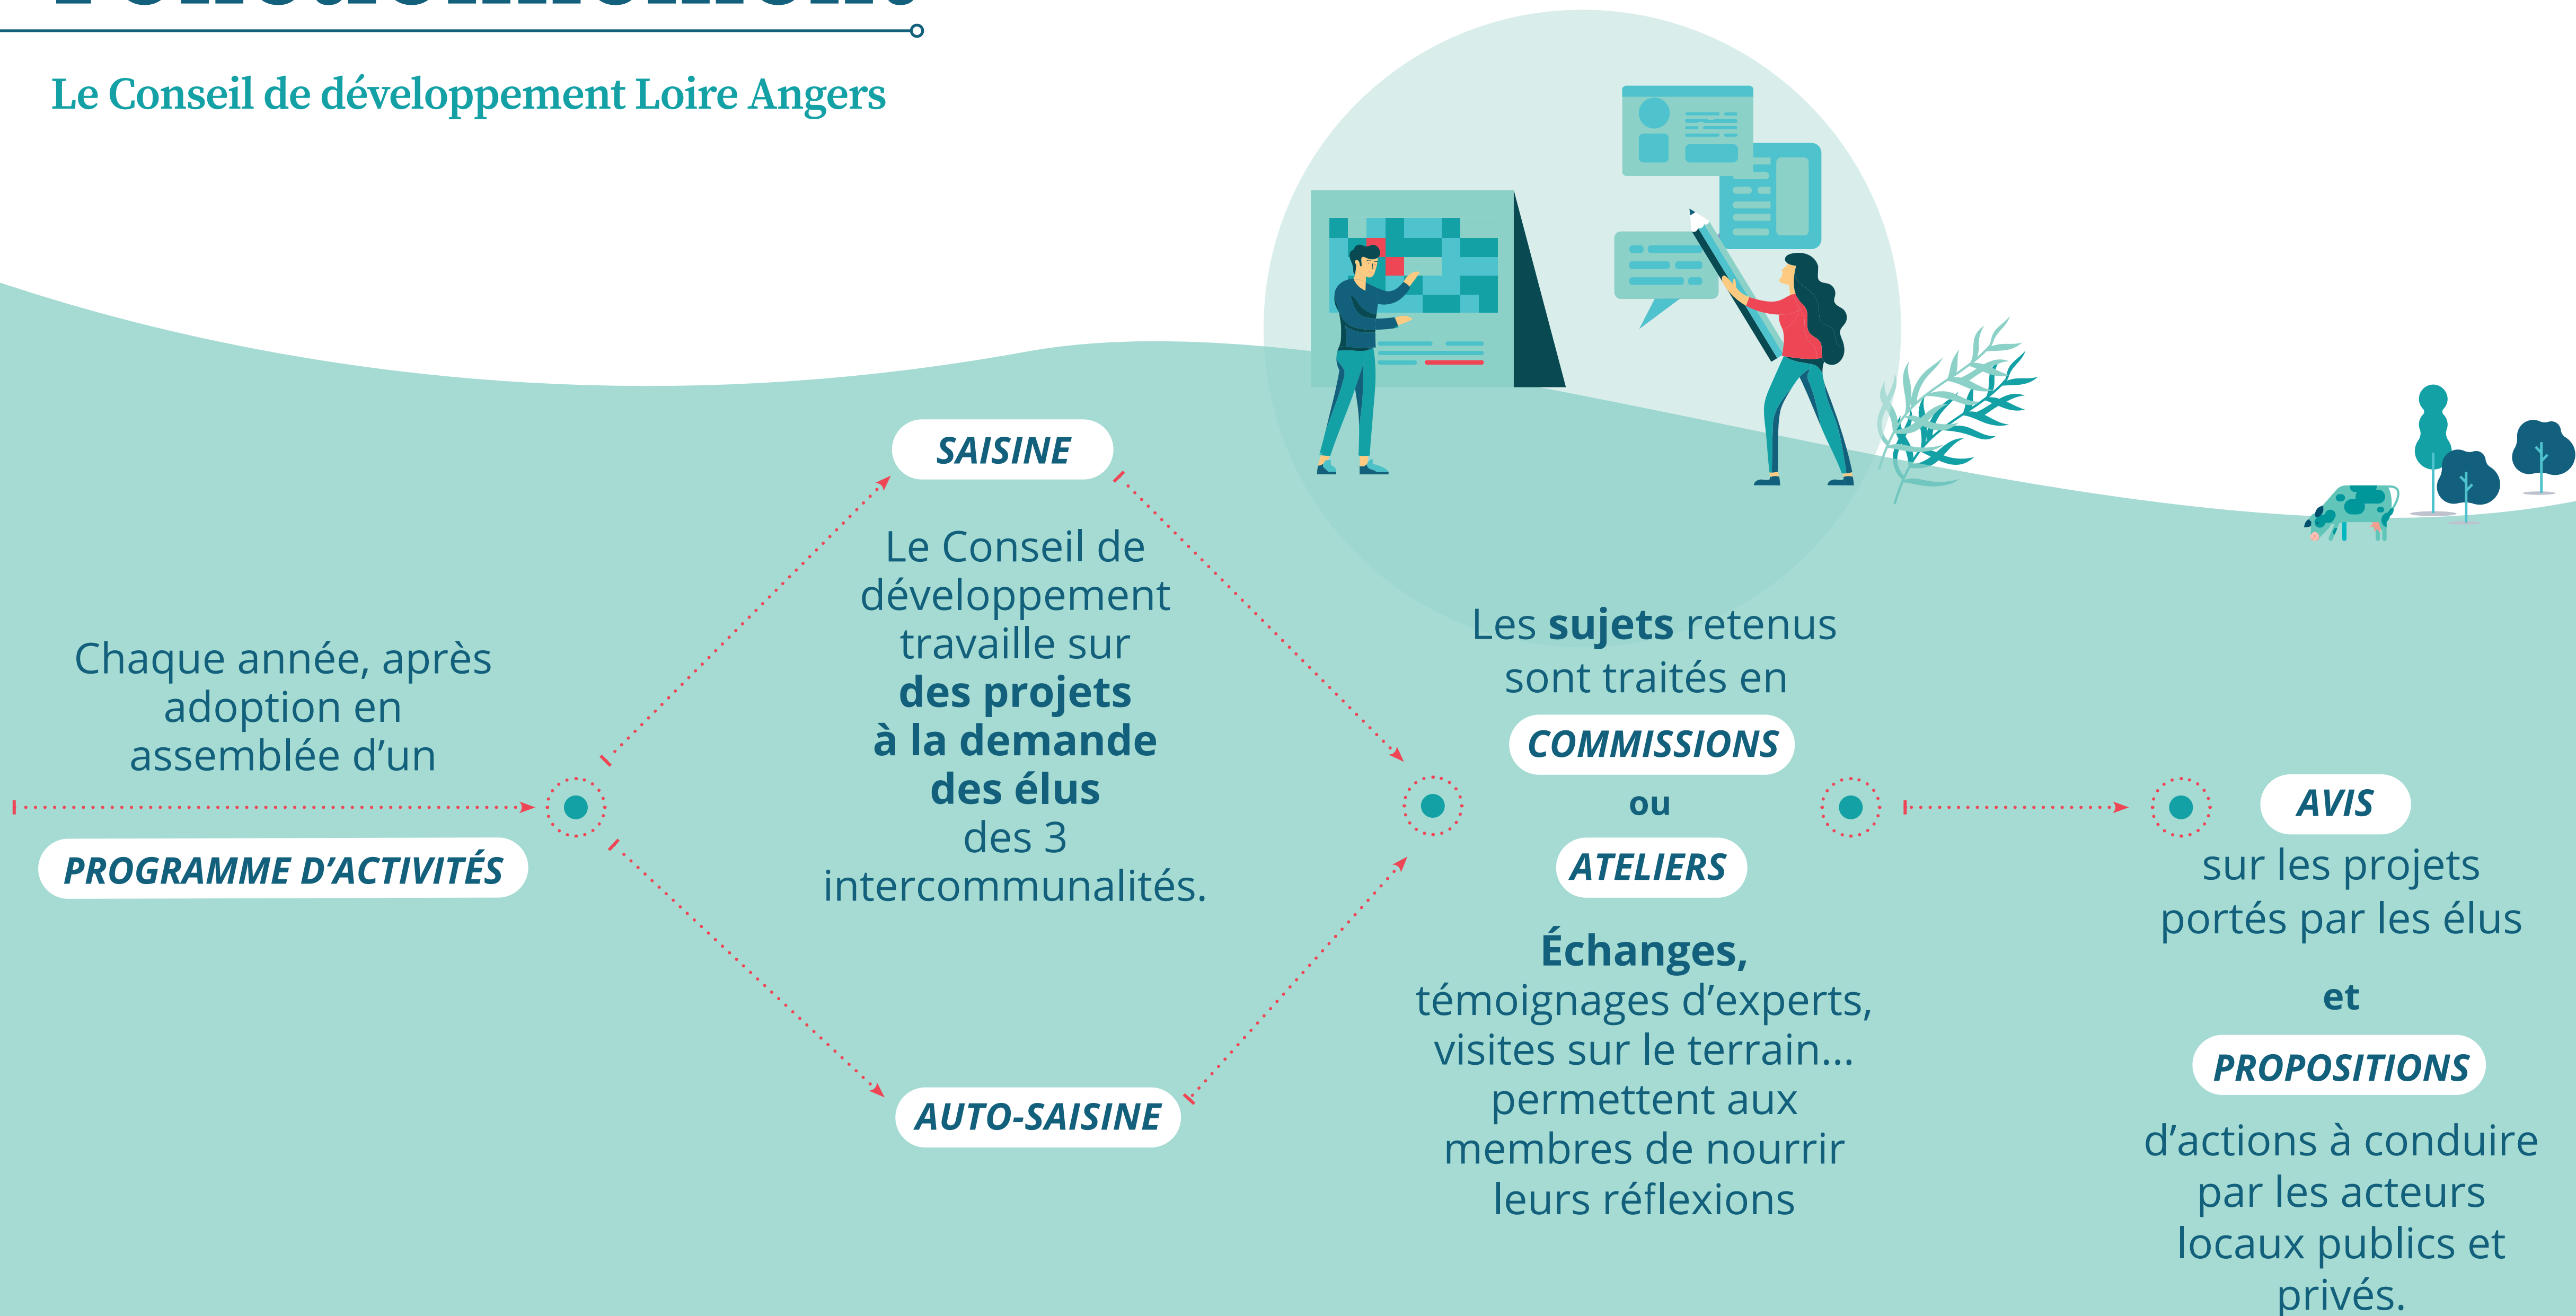 Le Conseil de développement Loire Angers
Chaque année, après
adoption en
assemblée d’un
PROGRAMME D’ACTIVITÉS
SAISINE
Le Conseil de
développement
travaille sur
des projets
à la demande
des élus
des 3
intercommunalités.
AUTO-SAISINE
Les sujets retenus
sont traités en
COMMISSIONS
ou
ATELIERS
Échanges,
témoignages d’experts,
visites sur le terrain...
permettent aux
membres de nourrir
leurs réflexions
AVIS
sur les projets
portés par les élus
et
PROPOSITIONS
d’actions à conduire
par les acteurs
locaux publics et
privés.